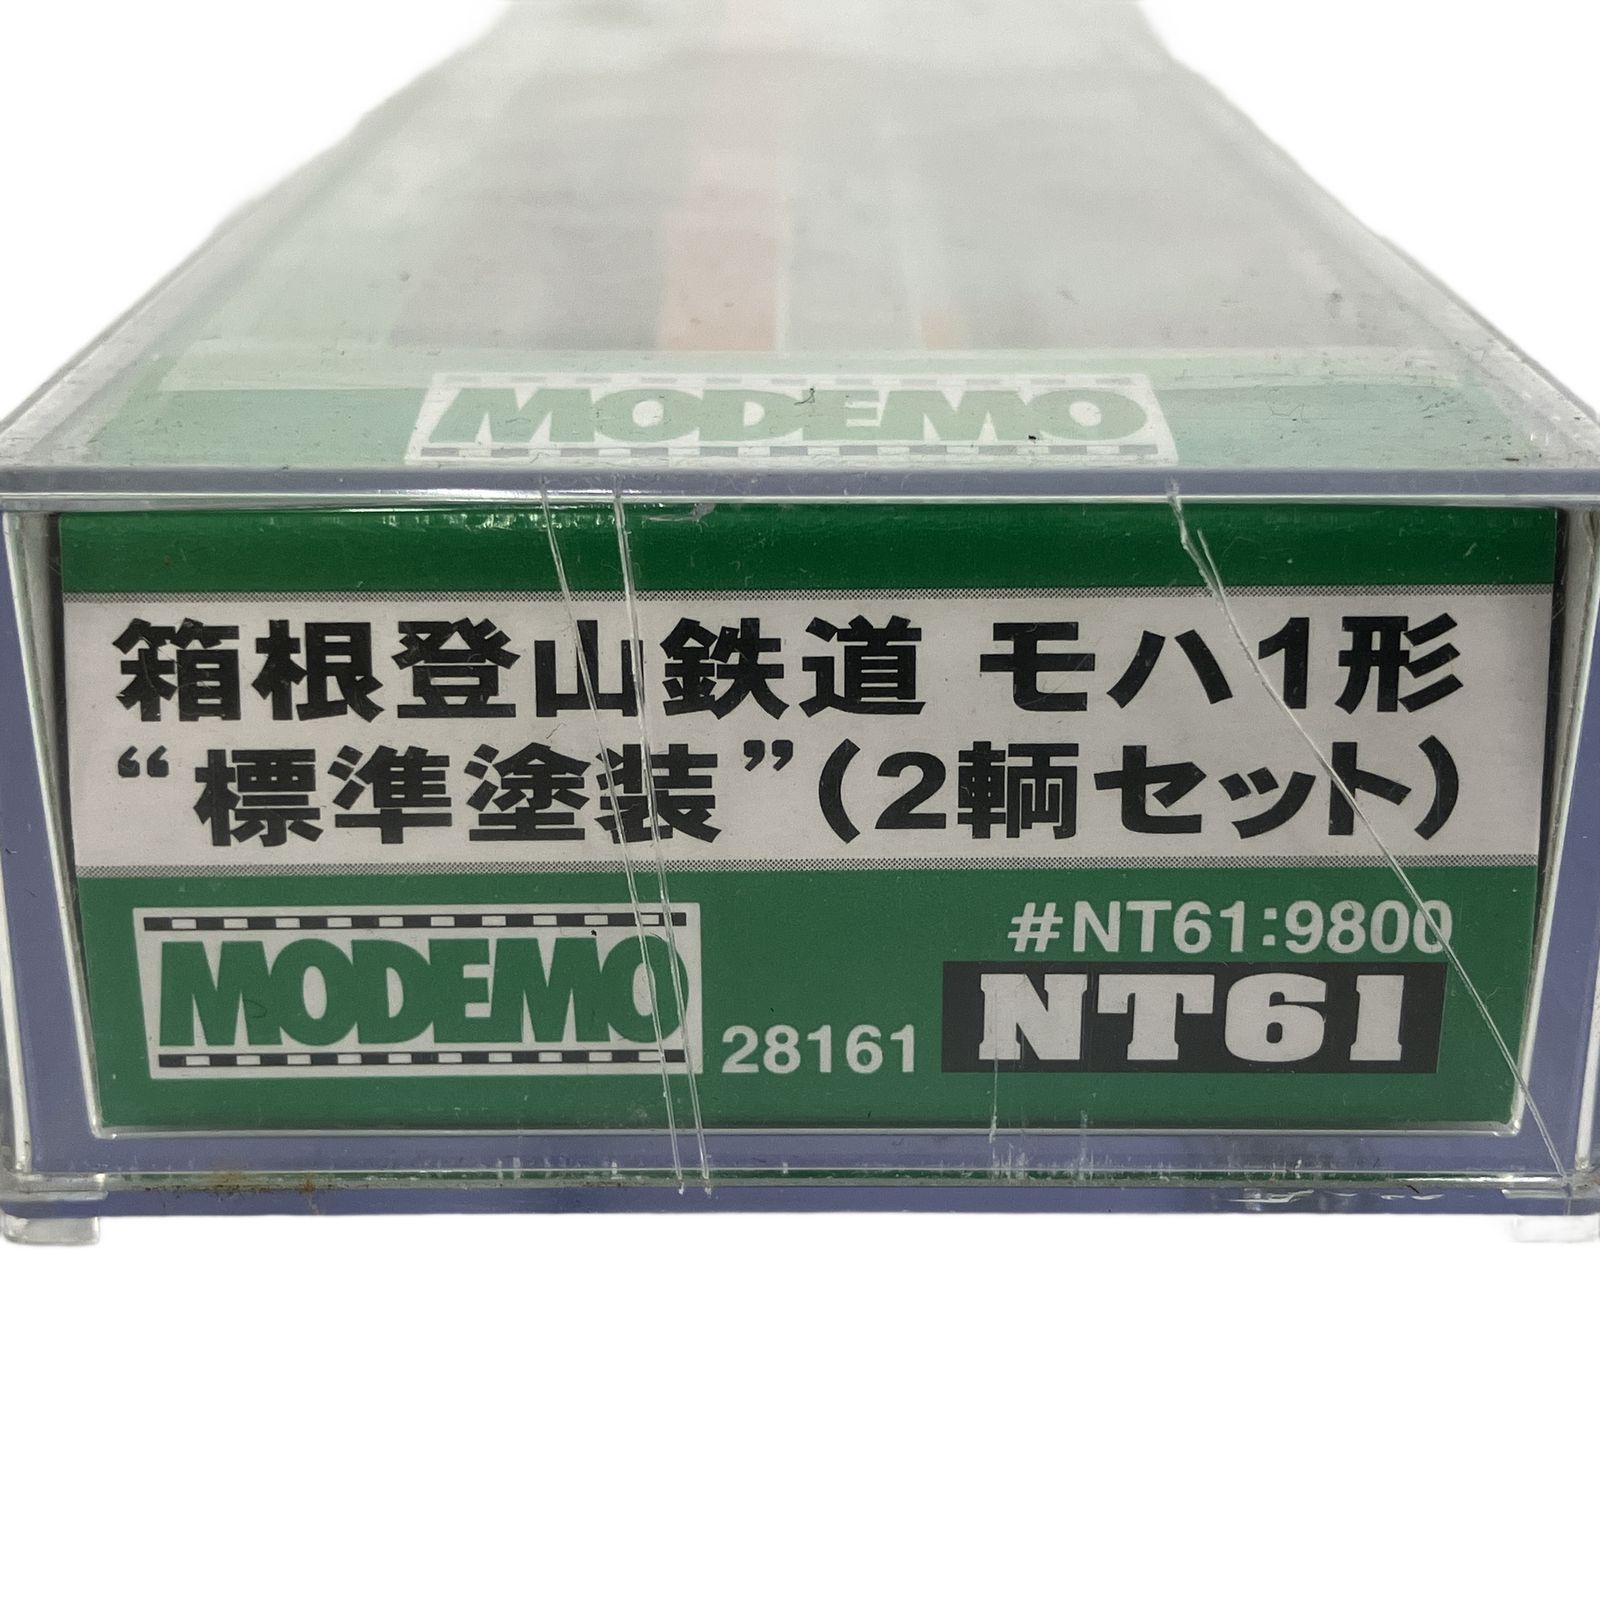 MODEMO
箱根登山鉄道 モハ1形
“標準塗装”(2輌セット)
#NT61:9800
MODEMO 28161 NT61